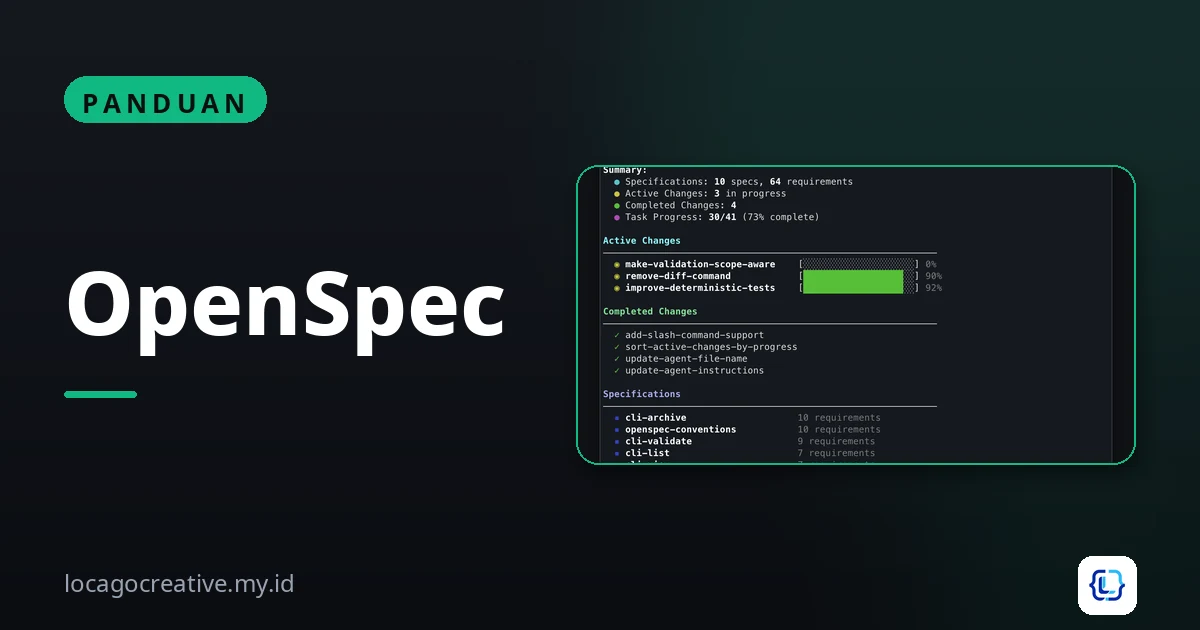 PANDUAN
OpenSpec
Summary:
Specifications: 10 specs, 64 requirements
Active Changes: 3 in progress
Completed Changes: 4
Task Progress: 30/41 (73% complete)
Active Changes
make-validation-scope-aware [ ] 0%
remove-diff-command [ ] 90%
improve-deterministic-tests [ ] 92%
Completed Changes
✓ add-slash-command-support
✓ sort-active-changes-by-progress
✓ update-agent-file-name
✓ update-agent-instructions
Specifications
cli-archive 10 requirements
openspec-conventions 10 requirements
cli-validate 9 requirements
cli-list 7 requirements
locagocreative.my.id